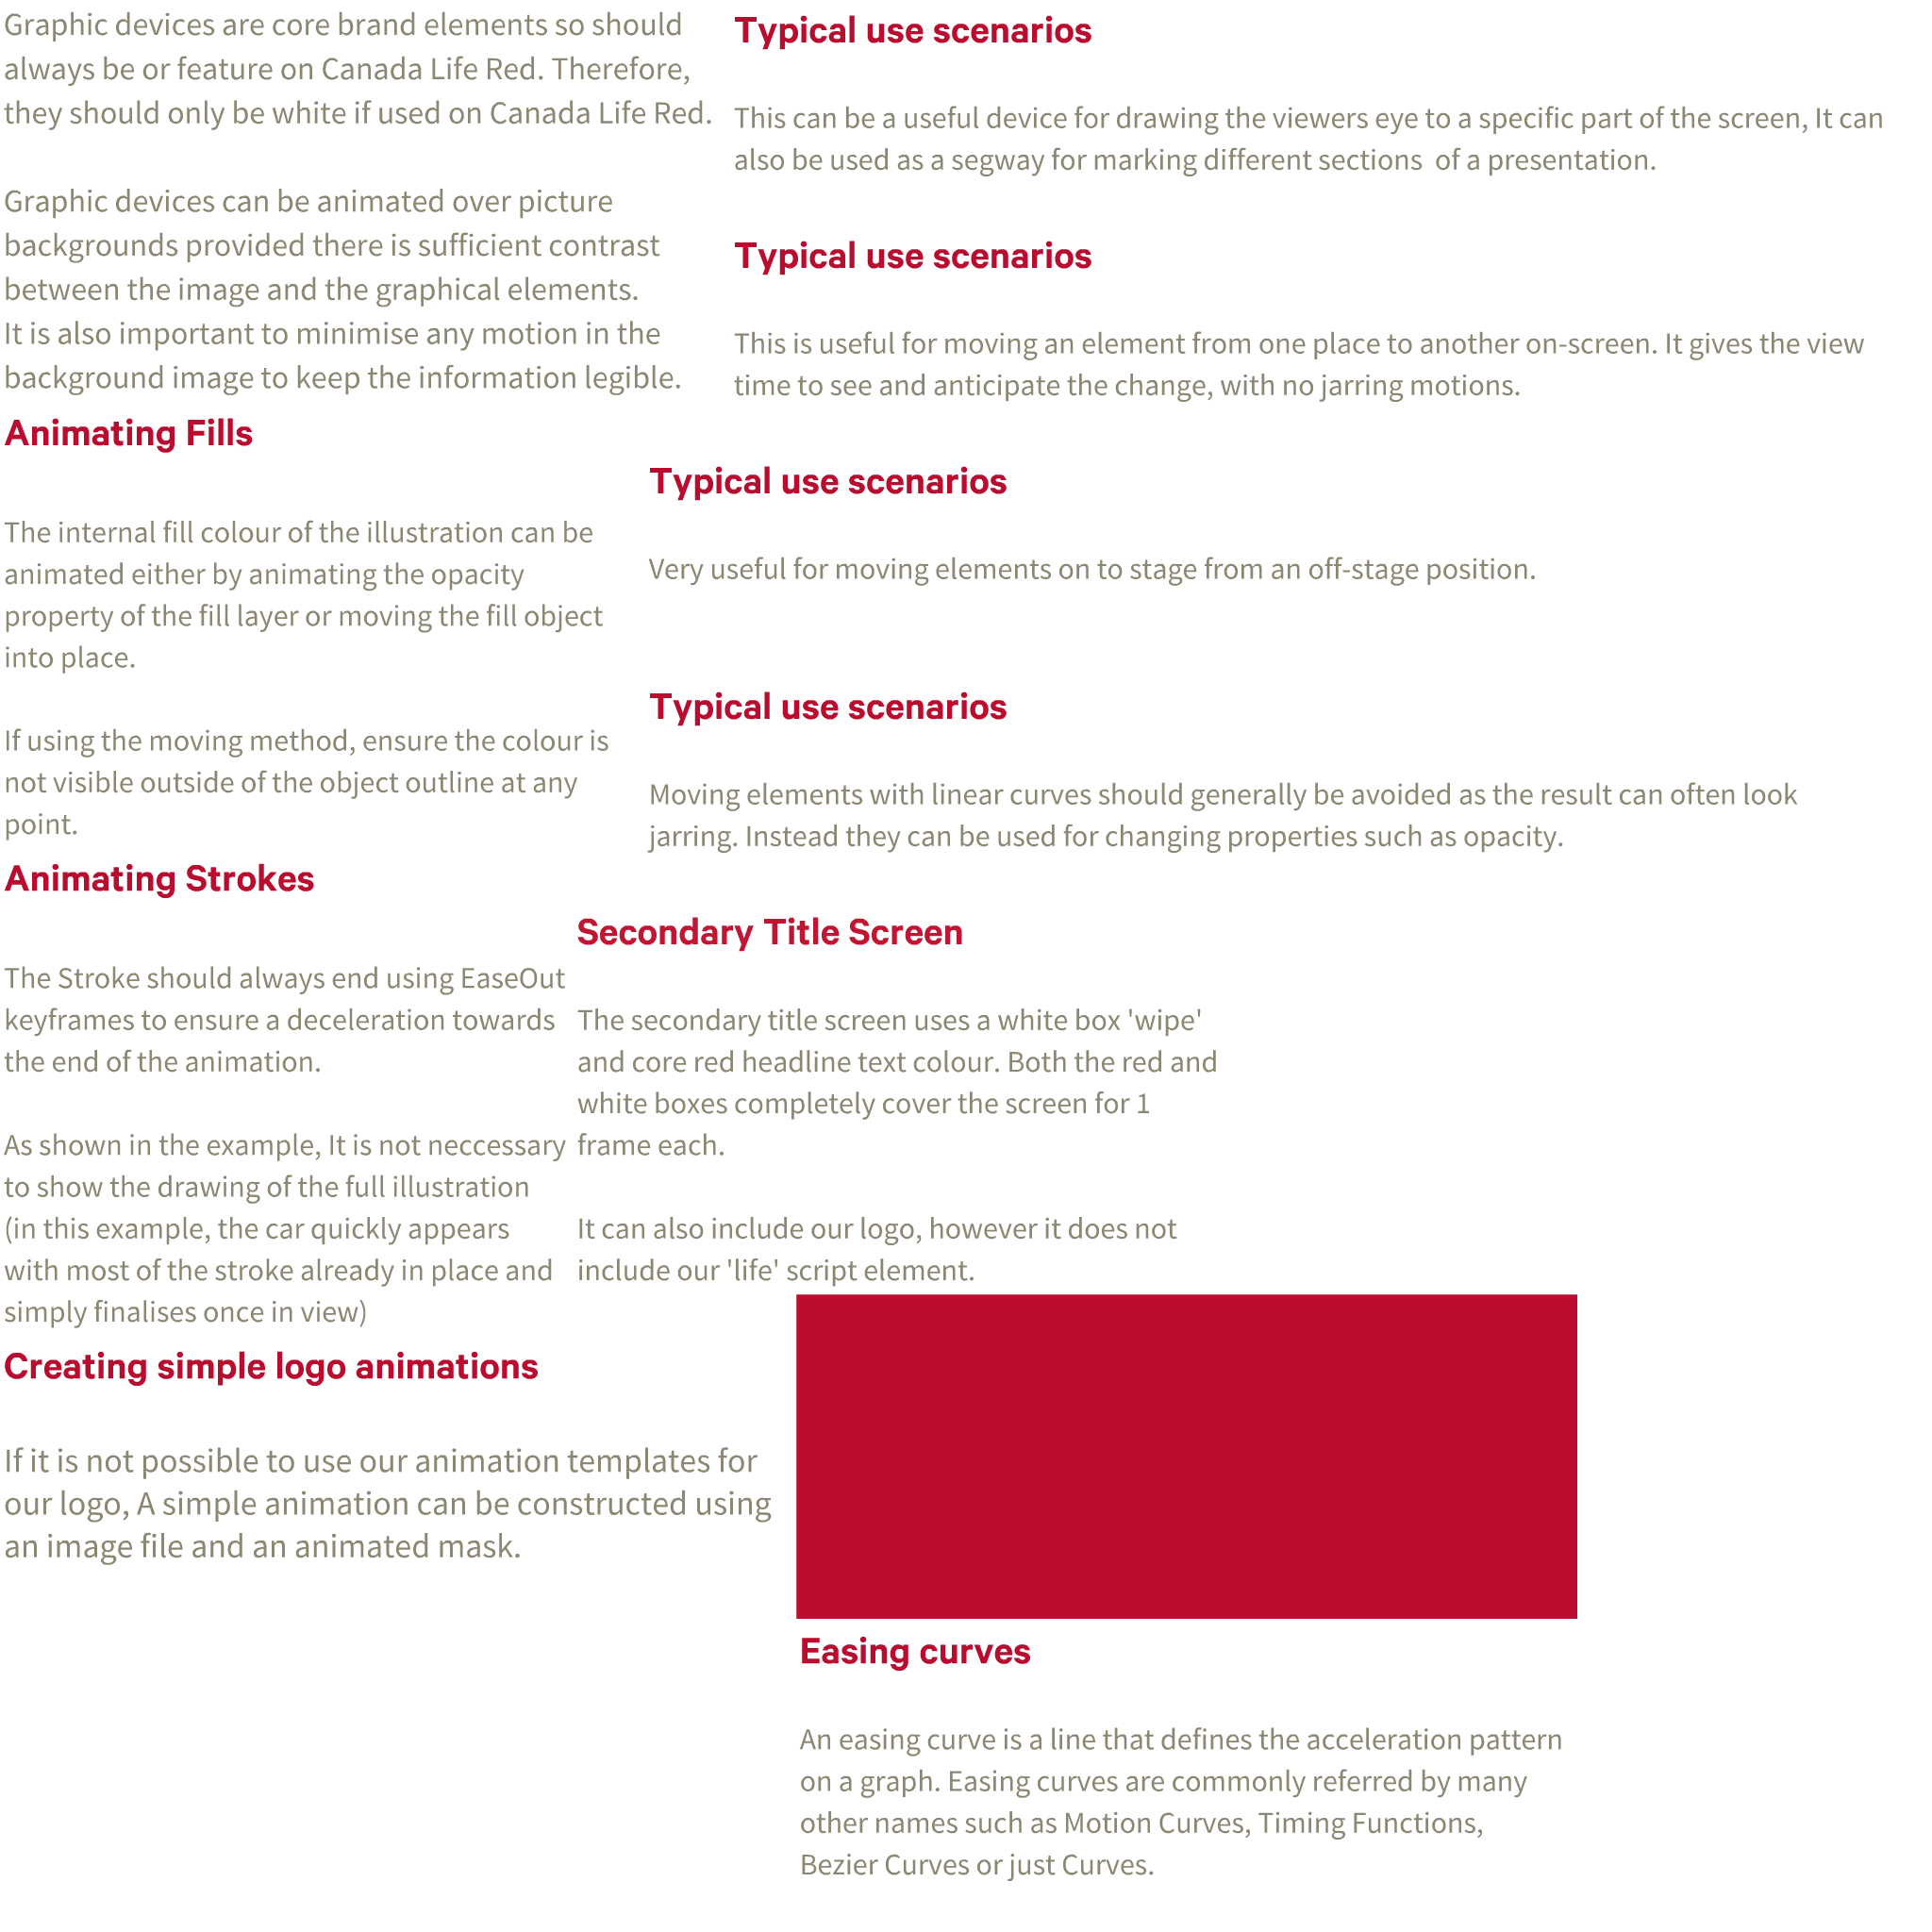 Graphic devices are core brand elements so should
always be or feature on Canada Life Red. Therefore,
they should only be white if used on Canada Life Red.
Graphic devices can be animated over picture
backgrounds provided there is sufficient contrast
between the image and the graphical elements.
It is also important to minimise any motion in the
background image to keep the information legible.
Animating Fills
The internal fill colour of the illustration can be
animated either by animating the opacity
property of the fill layer or moving the fill object
into place.
If using the moving method, ensure the colour is
not visible outside of the object outline at any
point.
Animating Strokes
The Stroke should always end using EaseOut
keyframes to ensure a deceleration towards
the end of the animation.
As shown in the example, It is not neccessary
to show the drawing of the full illustration
(in this example, the car quickly appears
with most of the stroke already in place and
simply finalises once in view)
Creating simple logo animations
If it is not possible to use our animation templates for
our logo, A simple animation can be constructed using
an image file and an animated mask.
Typical use scenarios
This can be a useful device for drawing the viewers eye to a specific part of the screen, It can
also be used as a segway for marking different sections  of a presentation.
Typical use scenarios
This is useful for moving an element from one place to another on-screen. It gives the view
time to see and anticipate the change, with no jarring motions.
Typical use scenarios
Very useful for moving elements on to stage from an off-stage position.
Typical use scenarios
Moving elements with linear curves should generally be avoided as the result can often look
jarring. Instead they can be used for changing properties such as opacity.
Secondary Title Screen
The secondary title screen uses a white box 'wipe'
and core red headline text colour. Both the red and
white boxes completely cover the screen for 1
frame each.
It can also include our logo, however it does not
include our 'life' script element.
Easing curves
An easing curve is a line that defines the acceleration pattern
on a graph. Easing curves are commonly referred by many
other names such as Motion Curves, Timing Functions,
Bezier Curves or just Curves.